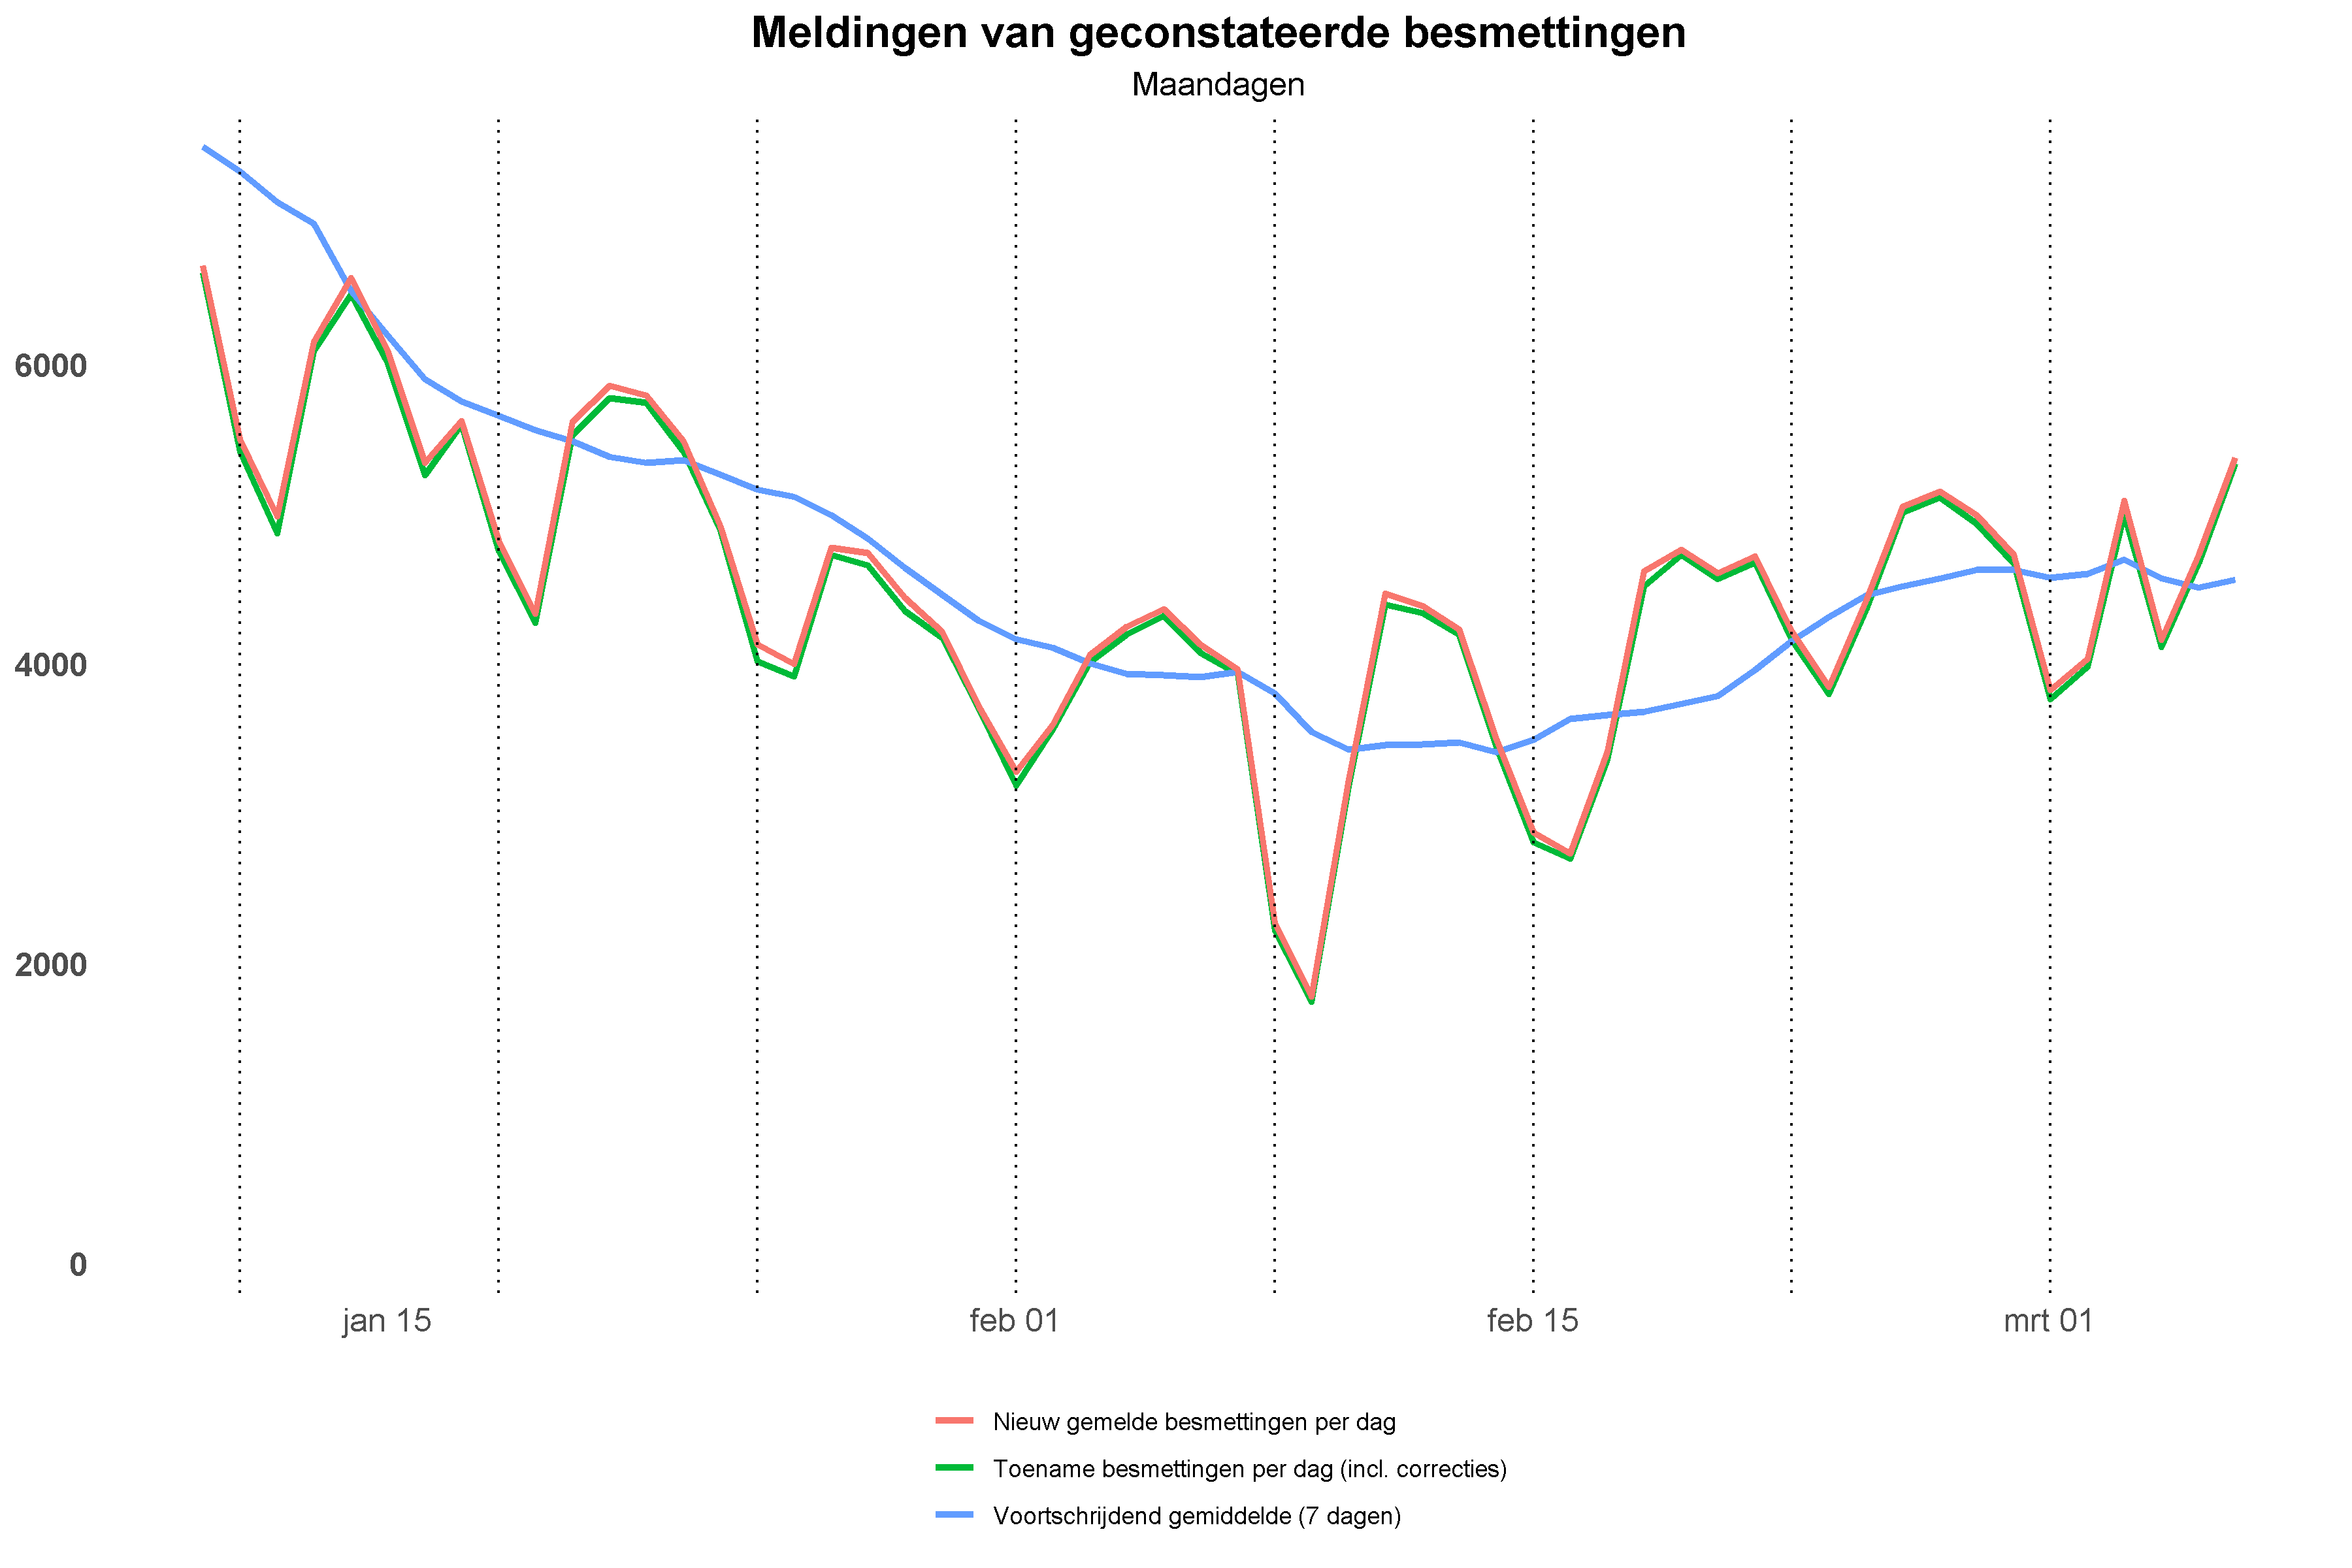 Meldingen van geconstateerde besmettingen
Maandagen
6000
4000
2000
0
jan 15
feb 01
feb 15
mrt 01
Nieuw gemelde besmettingen per dag
Toename besmettingen per dag (incl. correcties)
Voortschrijdend gemiddelde (7 dagen)